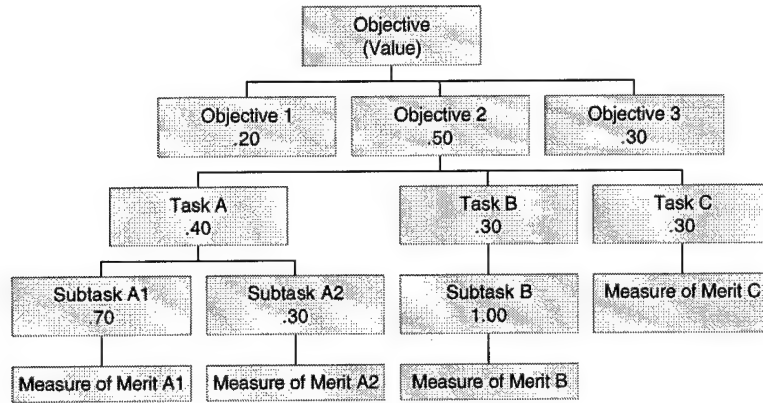 Objective
(Value)
Objective 1
.20
Objective 2
.50
Objective 3
.30
Task A
.40
Task B
.30
Task C
.30
Subtask A1
.70
Subtask A2
.30
Subtask B
1.00
Measure of Merit C
Measure of Merit A1
Measure of Merit A2
Measure of Merit B